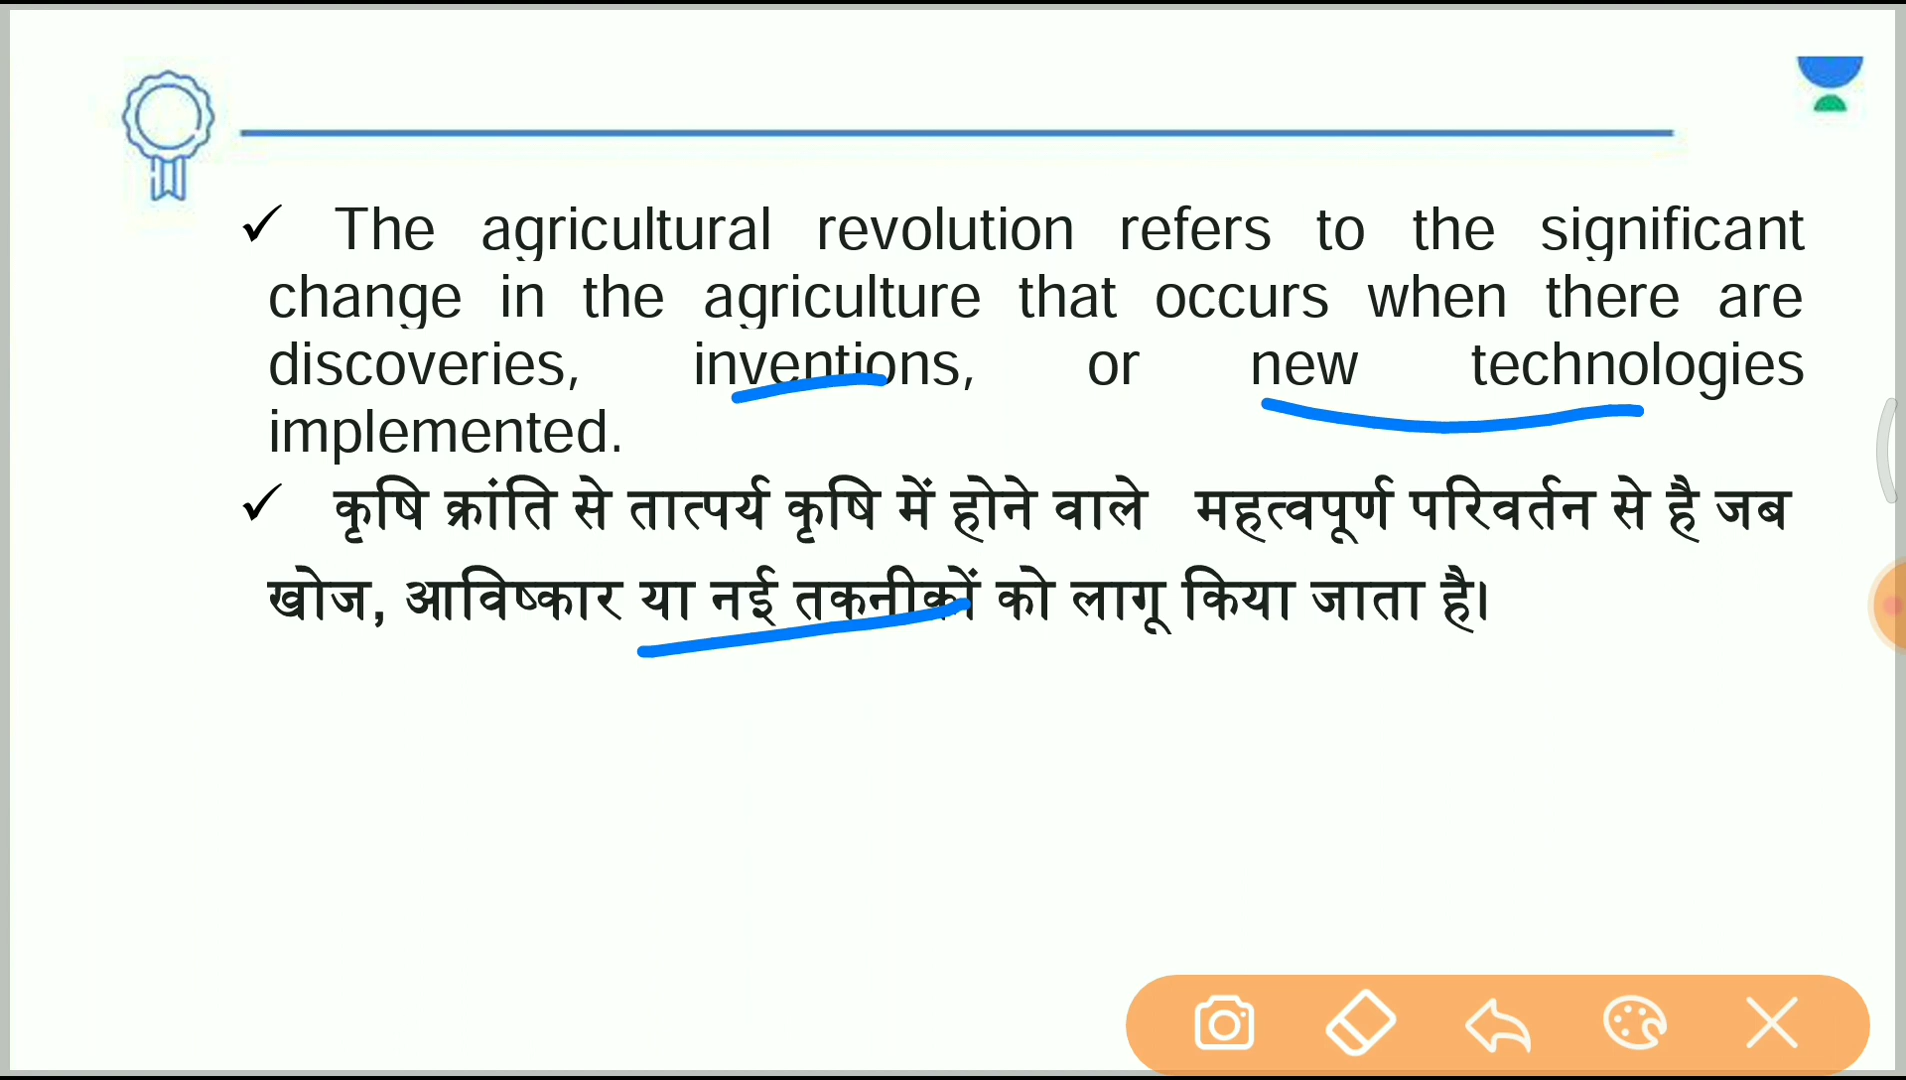 The agricultural revolution refers to the significant
change in the agriculture that occurs when there are
discoveries, inventions, or new technologies
implemented.
कृषि क्रांति से तात्पर्य कृषि में होने वाले महत्वपूर्ण परिवर्तन से है जब
खोज, आविष्कार या नई तकनीकों को लागू किया जाता है।